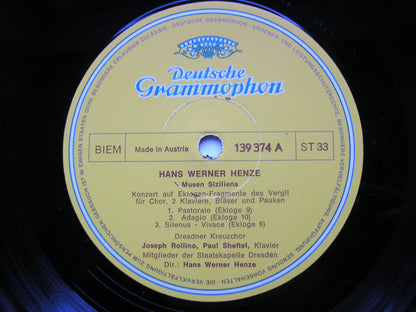 Deutsche
Grammophon
BIEM
Made in Austria
139 374 A
ST 33
HANS WERNER HENZE
Musen Siziliens
Konzert auf Eklogen-Fragmente des Vergil
für Chor, 2 Klaviere, Bläser und Pauken
1. Pastorale (Ekloge 9)
2. Adagio (Ekloge 10)
3. Silenus - Vivace (Ekloge 6)
Dresdner Kreuzchor
Joseph Rollino, Paul Sheftel, Klavier
Mitglieder der Staatskapelle Dresden
Dir.: Hans Werner Henze
DEUTSCHE GRAMMOPHON